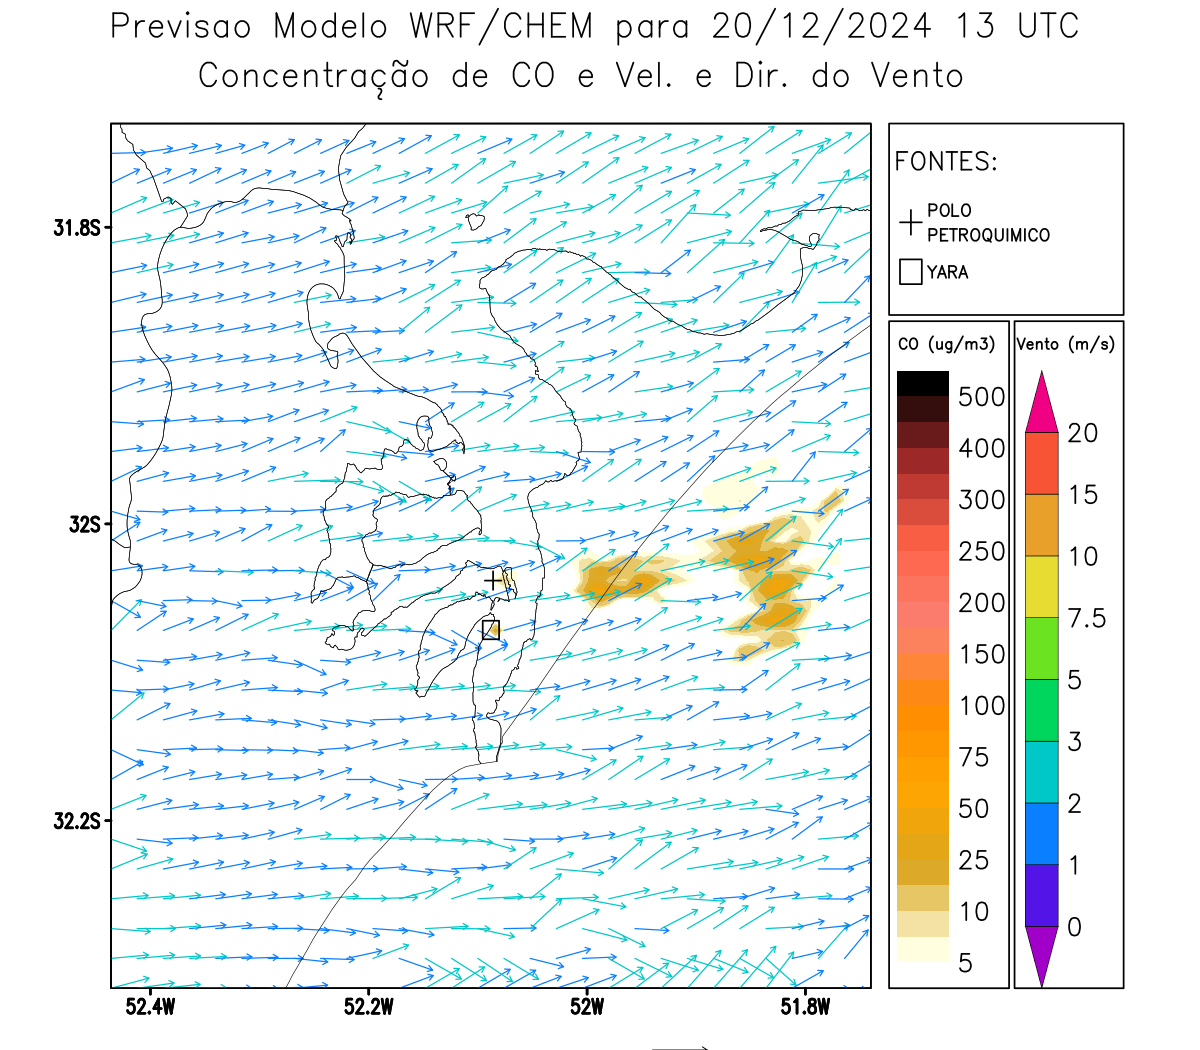 Previsao Modelo WRF/CHEM para 20/12/2024 13 UTC
Concentração de CO e Vel. e Dir. do Vento
FONTES:
POLO
PETROQUIMICO
YARA
CO (ug/m3)
500
400
300
250
200
150
100
75
50
25
10
5
Vento (m/s)
20
15
10
7.5
5
3
2
1
0
31.8S
32S
32.2S
52.4W
52.2W
52W
51.8W